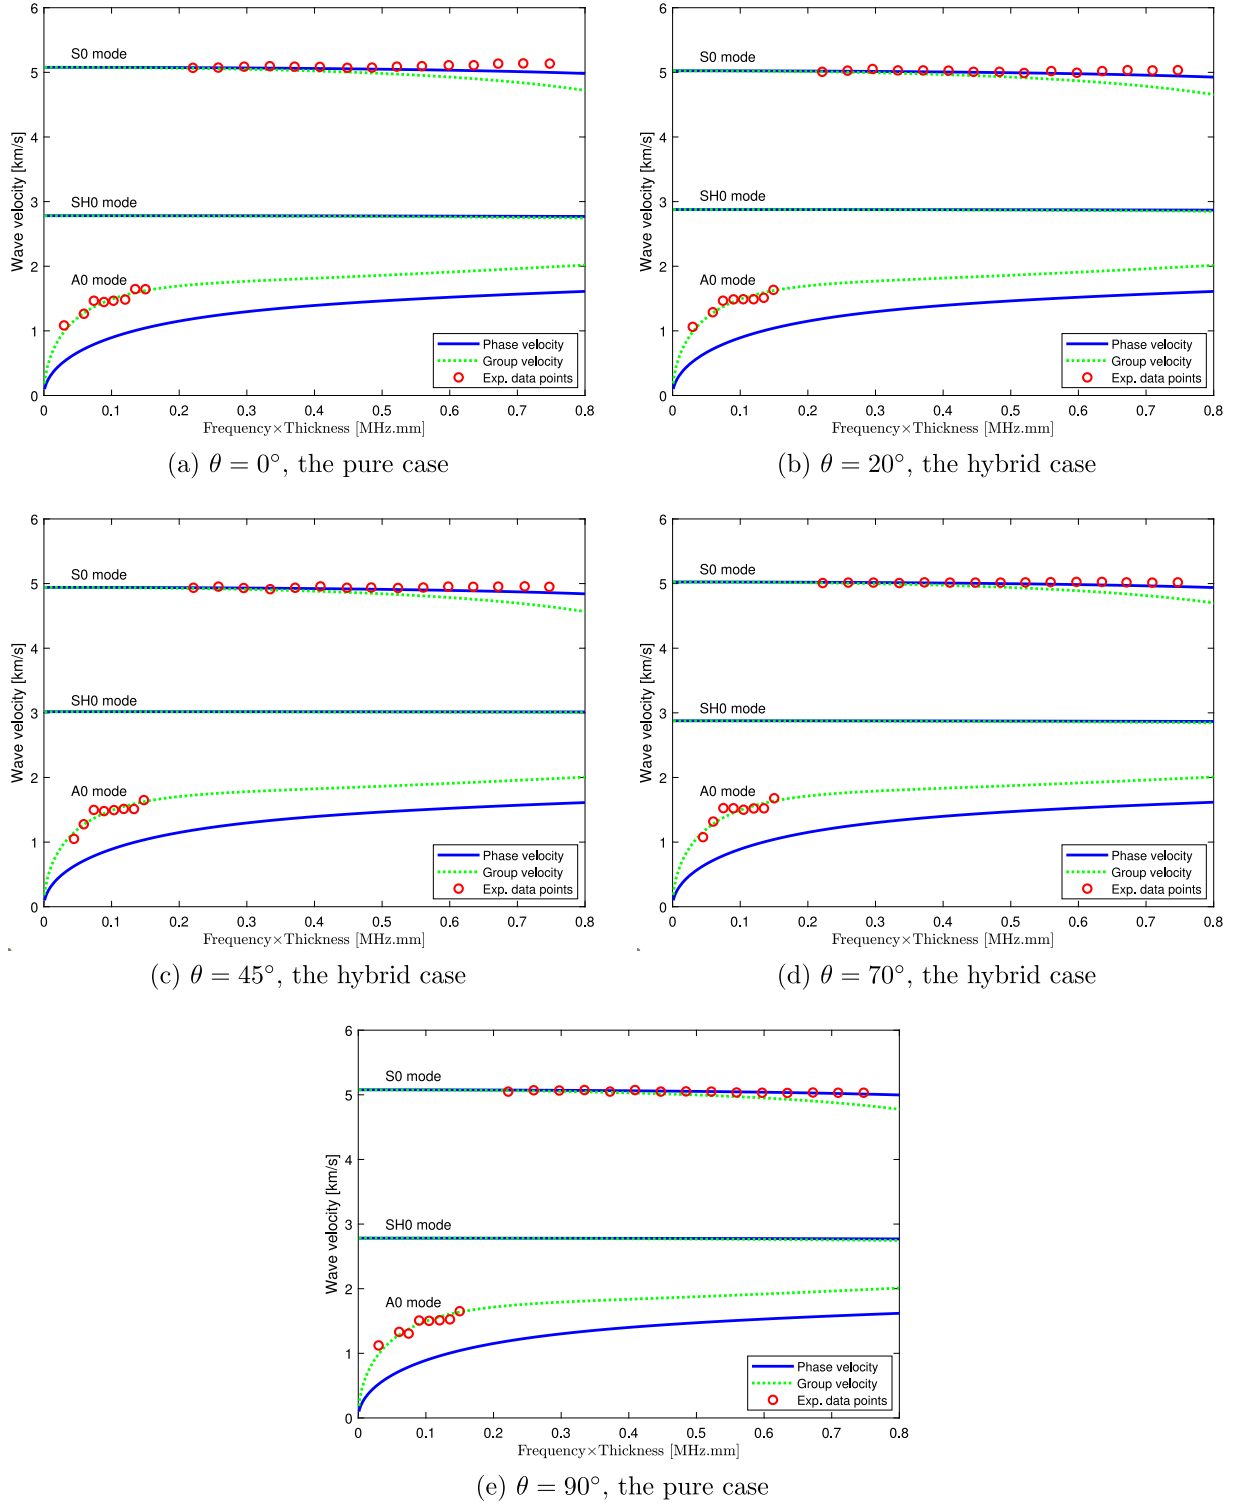 6
5
4
3
2
1
0
0
0.1
0.2
0.3
0.4
0.5
0.6
0.7
0.8
Wave velocity [km/s]
Frequency×Thickness [MHz.mm]
S0 mode
SH0 mode
A0 mode
Phase velocity
Group velocity
Exp. data points
(a) θ = 0°, the pure case
6
5
4
3
2
1
0
0
0.1
0.2
0.3
0.4
0.5
0.6
0.7
0.8
Wave velocity [km/s]
Frequency×Thickness [MHz.mm]
S0 mode
SH0 mode
A0 mode
Phase velocity
Group velocity
Exp. data points
(b) θ = 20°, the hybrid case
6
5
4
3
2
1
0
0
0.1
0.2
0.3
0.4
0.5
0.6
0.7
0.8
Wave velocity [km/s]
Frequency×Thickness [MHz.mm]
S0 mode
SH0 mode
A0 mode
Phase velocity
Group velocity
Exp. data points
(c) θ = 45°, the hybrid case
6
5
4
3
2
1
0
0
0.1
0.2
0.3
0.4
0.5
0.6
0.7
0.8
Wave velocity [km/s]
Frequency×Thickness [MHz.mm]
S0 mode
SH0 mode
A0 mode
Phase velocity
Group velocity
Exp. data points
(d) θ = 70°, the hybrid case
6
5
4
3
2
1
0
0
0.1
0.2
0.3
0.4
0.5
0.6
0.7
0.8
Wave velocity [km/s]
Frequency×Thickness [MHz.mm]
S0 mode
SH0 mode
A0 mode
Phase velocity
Group velocity
Exp. data points
(e) θ = 90°, the pure case